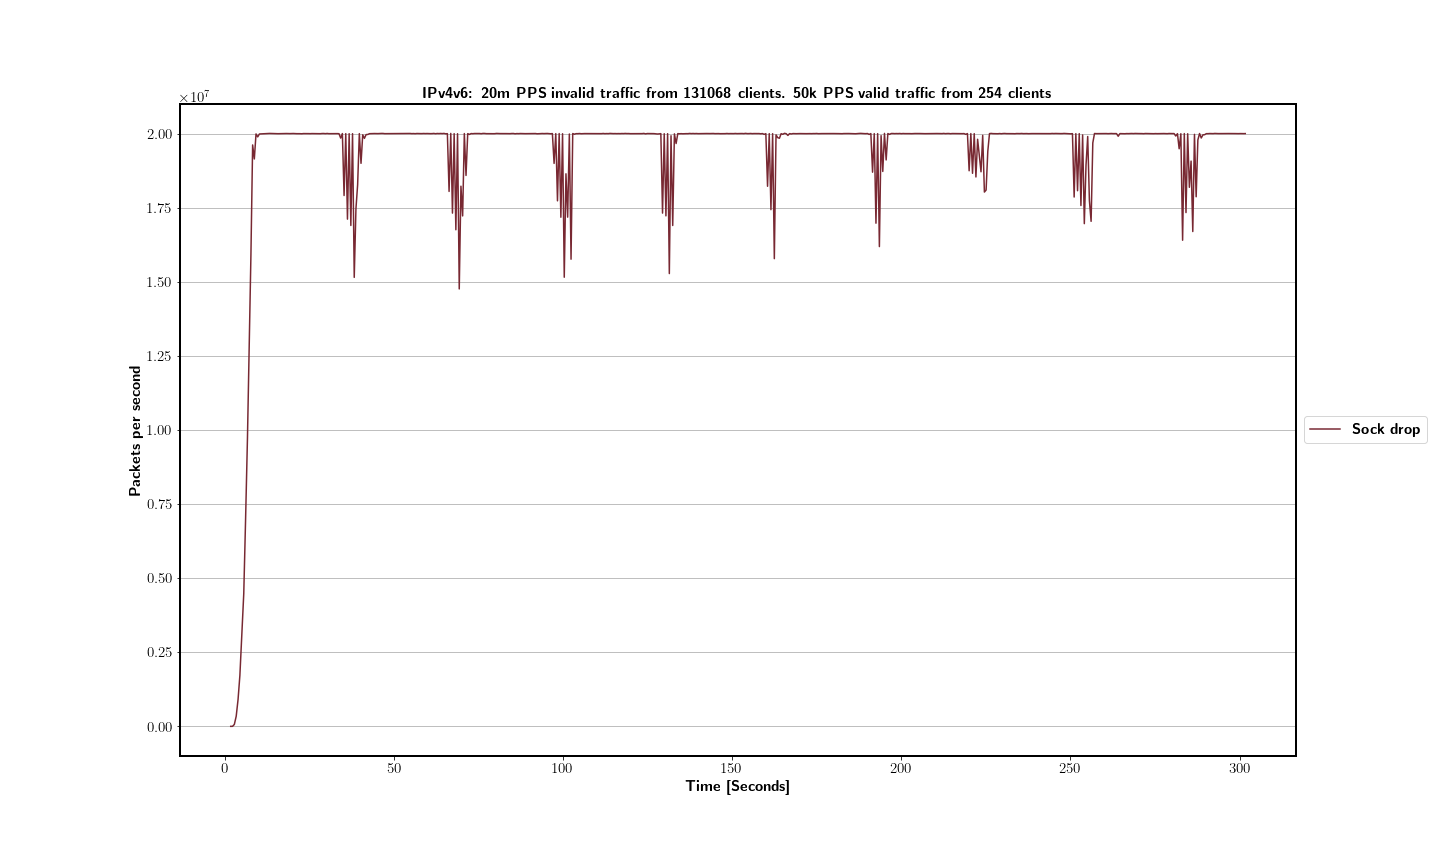 IPv4v6: 20m PPS invalid traffic from 131068 clients. 50k PPS valid traffic from 254 clients
×10⁷
2.00
1.75
1.50
1.25
1.00
0.75
0.50
0.25
0.00
Packets per second
0 50 100 150 200 250 300
Time [Seconds]
Sock drop